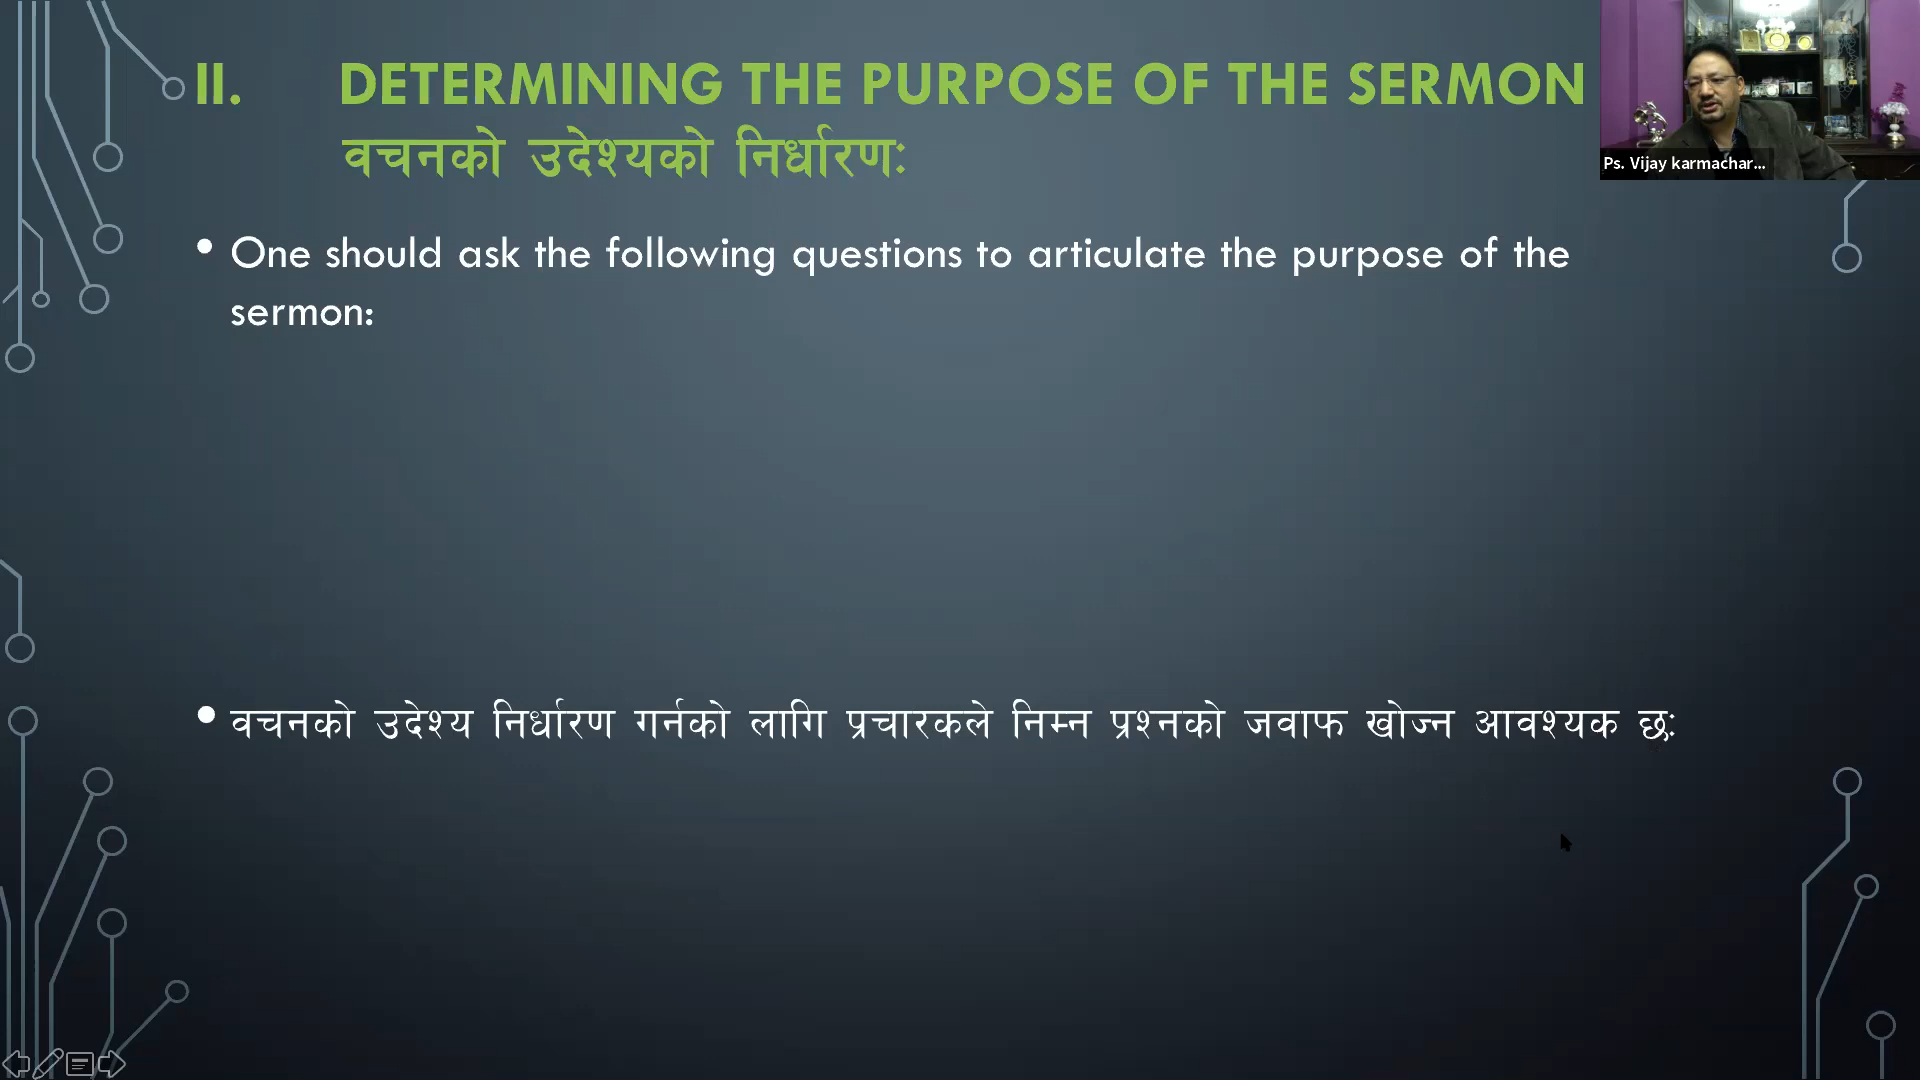 II. DETERMINING THE PURPOSE OF THE SERMON
वचनको उदेश्यको निर्धारणः
• One should ask the following questions to articulate the purpose of the
sermon:
• वचनको उदेश्य निर्धारण गर्नको लागि प्रचारकले निम्न प्रश्नको जवाफ खोज्न आवश्यक छः
Ps. Vijay karmachar...